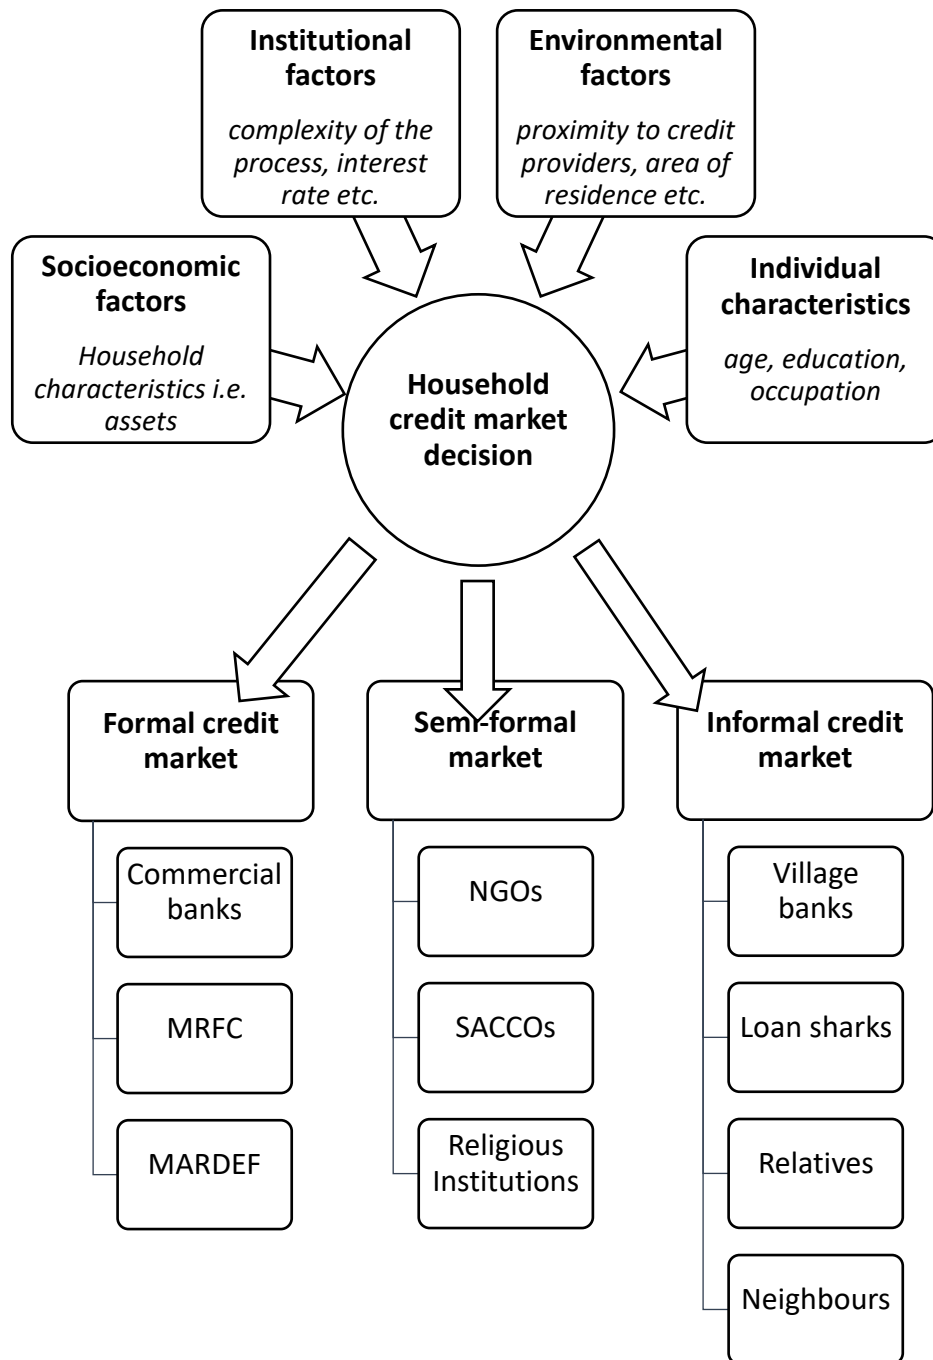 Institutional
factors
complexity of the
process, interest
rate etc.
Environmental
factors
proximity to credit
providers, area of
residence etc.
Socioeconomic
factors
Household
characteristics i.e.
assets
Individual
characteristics
age, education,
occupation
Household
credit market
decision
Formal credit
market
Commercial
banks
MRFC
MARDEF
Semi-formal
market
NGOs
SACCOs
Religious
Institutions
Informal credit
market
Village
banks
Loan sharks
Relatives
Neighbours